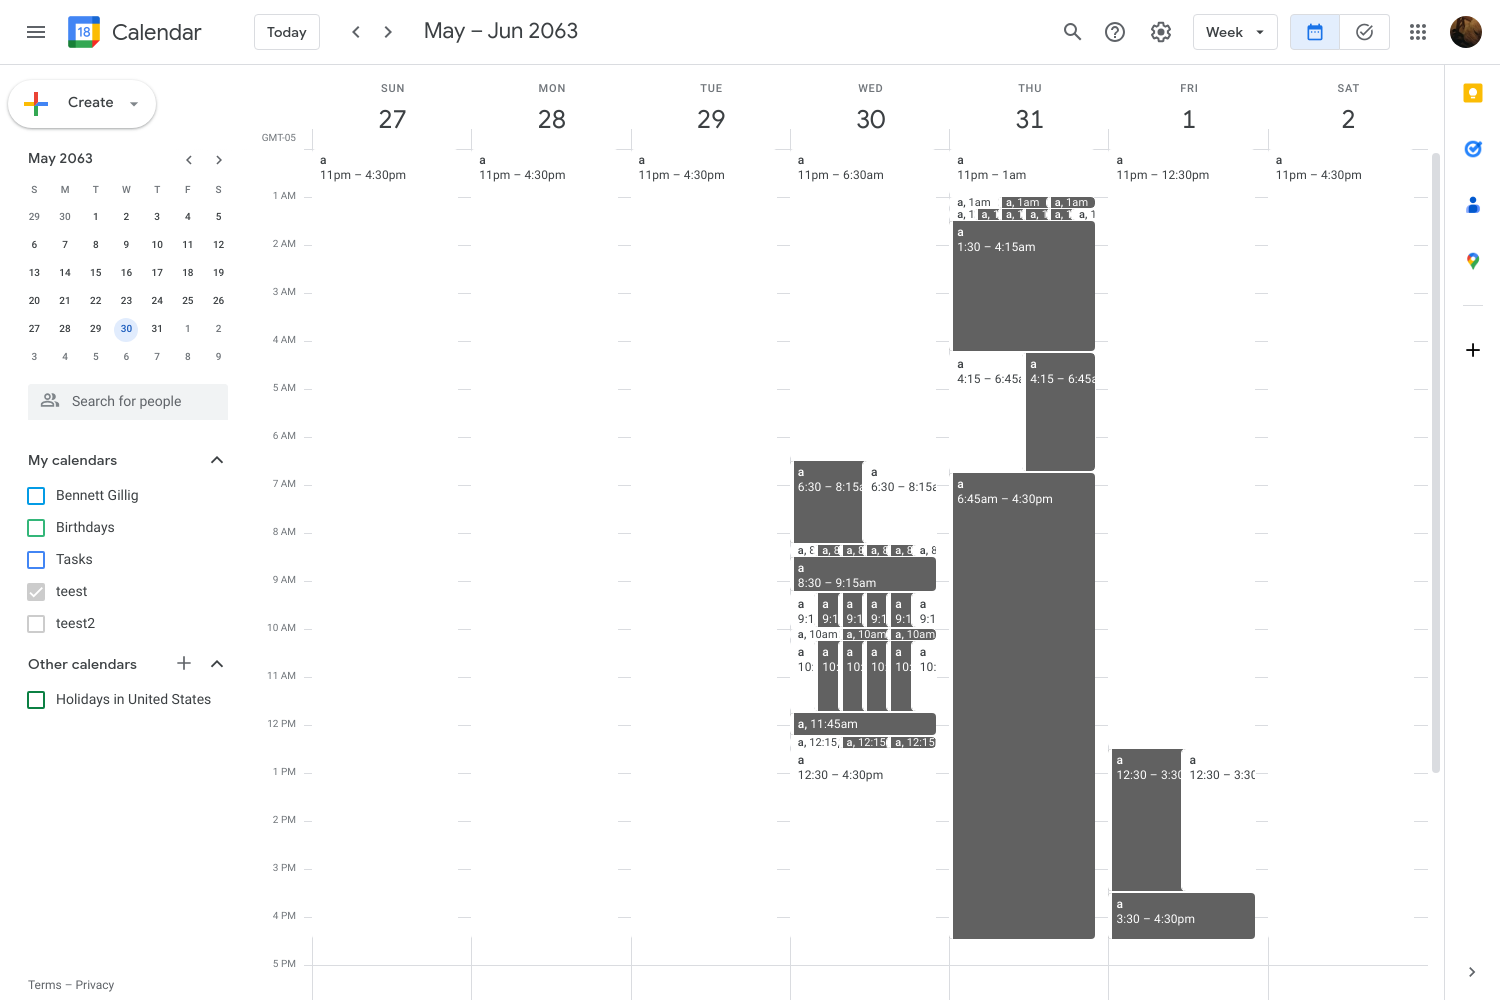 18 Calendar Today May – Jun 2063 Week
Create
May 2063
S M T W T F S
29 30 1 2 3 4 5
6 7 8 9 10 11 12
13 14 15 16 17 18 19
20 21 22 23 24 25 26
27 28 29 30 31 1 2
3 4 5 6 7 8 9
Search for people
My calendars
Bennett Gillig
Birthdays
Tasks
teest
teest2
Other calendars
Holidays in United States
Terms – Privacy
SUN MON TUE WED THU FRI SAT
27 28 29 30 31 1 2
GMT-05
1 AM
2 AM
3 AM
4 AM
5 AM
6 AM
7 AM
8 AM
9 AM
10 AM
11 AM
12 PM
1 PM
2 PM
3 PM
4 PM
5 PM
a
11pm – 4:30pm
a
11pm – 4:30pm
a
11pm – 4:30pm
a
11pm – 6:30am
a
6:30 – 8:15a
a
6:30 – 8:15a
a, 8 a, 8 a, 8 a, 8 a, 8 a, 8
a
8:30 – 9:15am
a a a a a a
9:1 9:1 9:1 9:1 9:1 9:1
a, 10am a, 10am a, 10am
a a a a a a
10: 10: 10: 10: 10: 10:
a, 11:45am
a, 12:15, a, 12:15 a, 12:15
a
12:30 – 4:30pm
a
11pm – 1am
a, 1am a, 1am a, 1am
a, 1 a, 1 a, 1 a, 1 a, 1 a, 1
a
1:30 – 4:15am
a
4:15 – 6:45a
a
4:15 – 6:45a
a
6:45am – 4:30pm
a
11pm – 12:30pm
a
12:30 – 3:30
a
12:30 – 3:30
a
3:30 – 4:30pm
a
11pm – 4:30pm